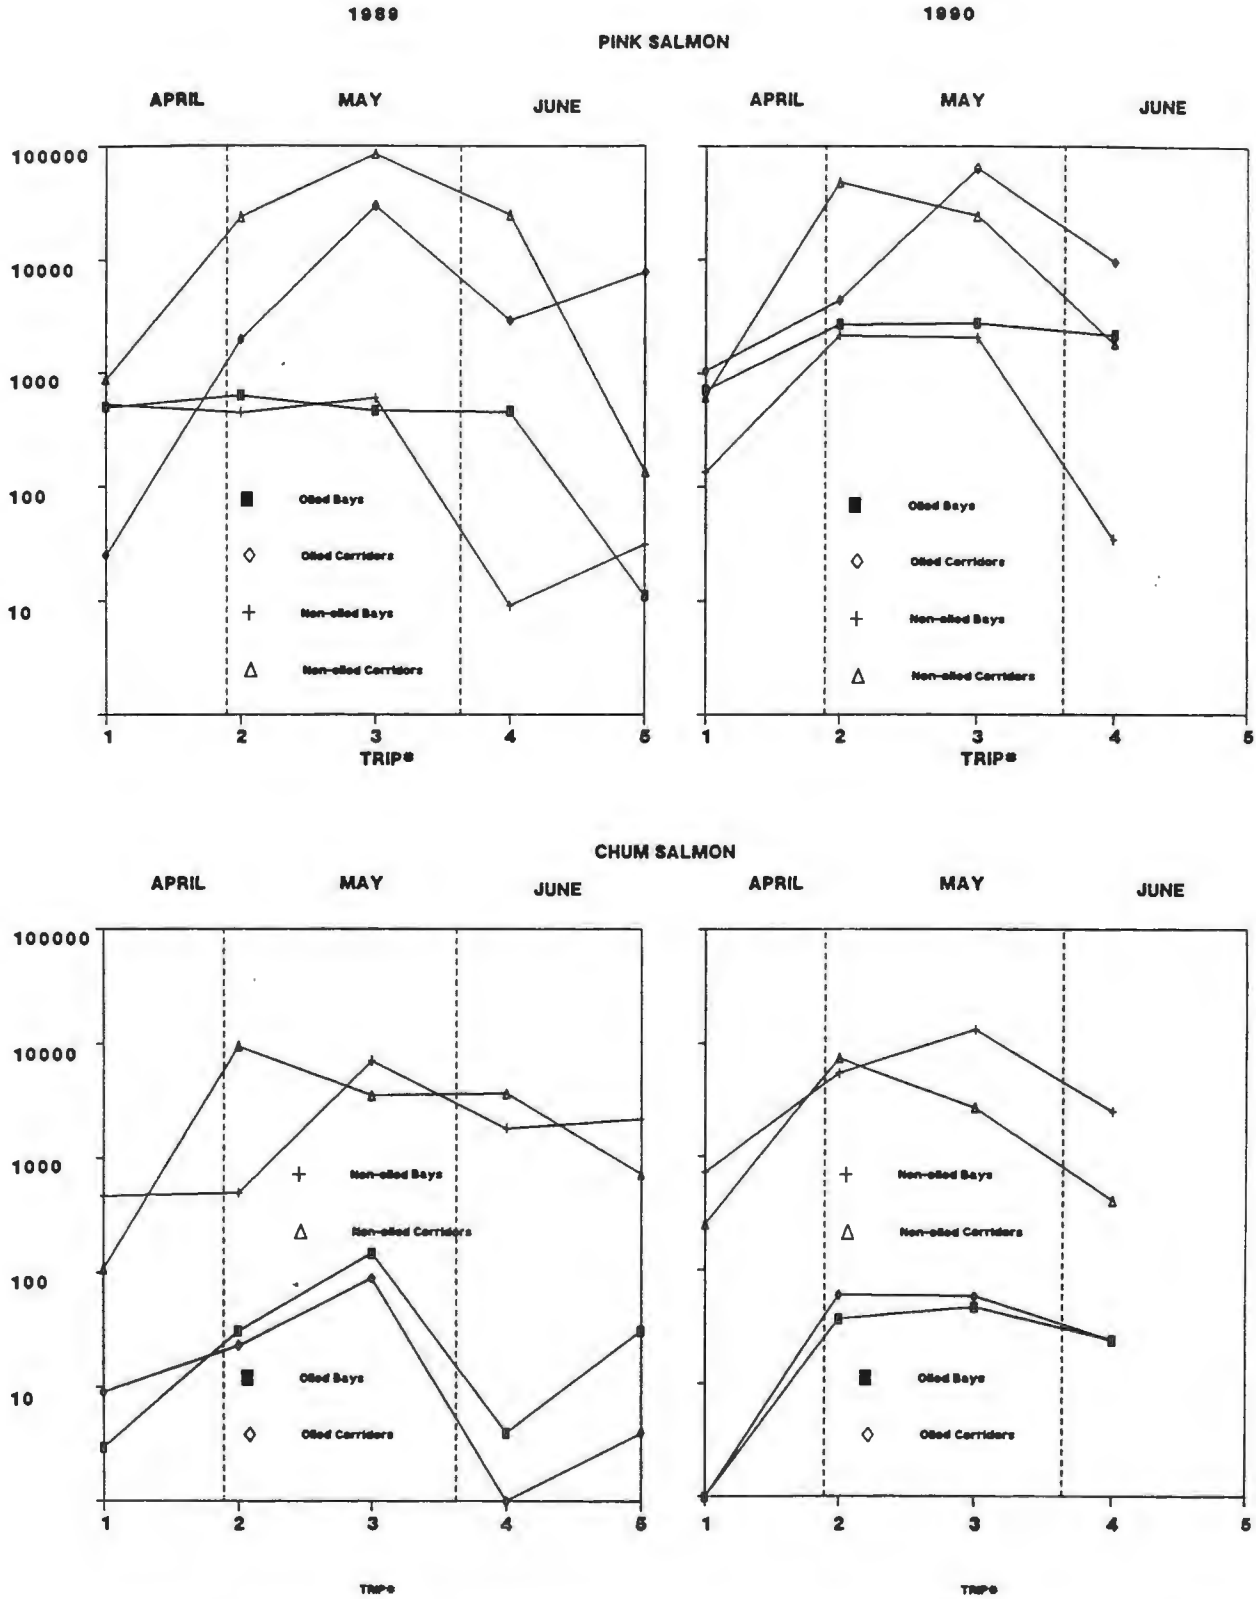 1989 1990
PINK SALMON
APRIL MAY JUNE APRIL MAY JUNE
100000
10000
1000
100
10
Oiled Bays
Oiled Corridors
Non-oiled Bays
Non-oiled Corridors
1 2 3 4 5
TRIP#
Oiled Bays
Oiled Corridors
Non-oiled Bays
Non-oiled Corridors
1 2 3 4 5
TRIP#
CHUM SALMON
APRIL MAY JUNE APRIL MAY JUNE
100000
10000
1000
100
10
Non-oiled Bays
Non-oiled Corridors
Oiled Bays
Oiled Corridors
1 2 3 4 5
TRIP#
Non-oiled Bays
Non-oiled Corridors
Oiled Bays
Oiled Corridors
1 2 3 4 5
TRIP#